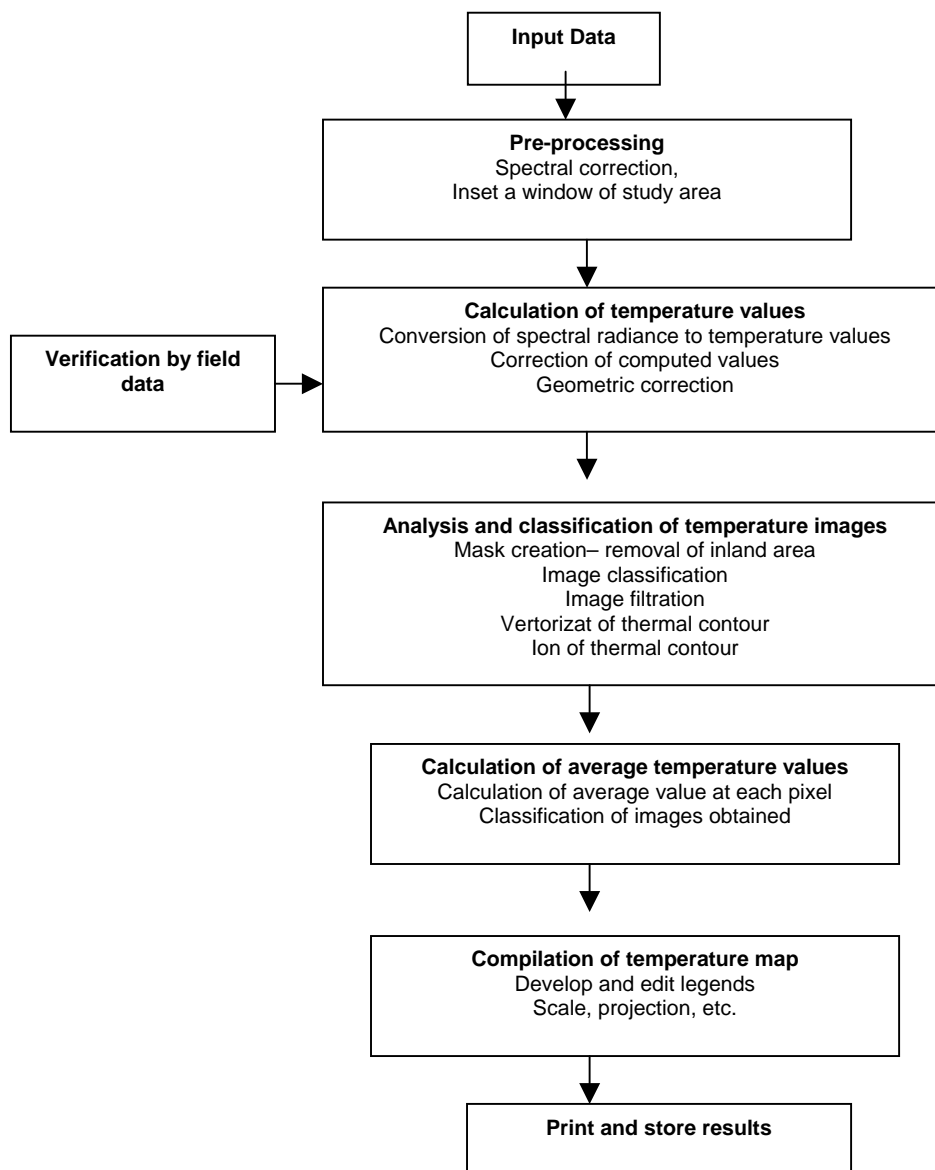 Input Data
Pre-processing
Spectral correction,
Inset a window of study area
Calculation of temperature values
Conversion of spectral radiance to temperature values
Correction of computed values
Geometric correction
Verification by field
data
Analysis and classification of temperature images
Mask creation– removal of inland area
Image classification
Image filtration
Vertorizat of thermal contour
Ion of thermal contour
Calculation of average temperature values
Calculation of average value at each pixel
Classification of images obtained
Compilation of temperature map
Develop and edit legends
Scale, projection, etc.
Print and store results